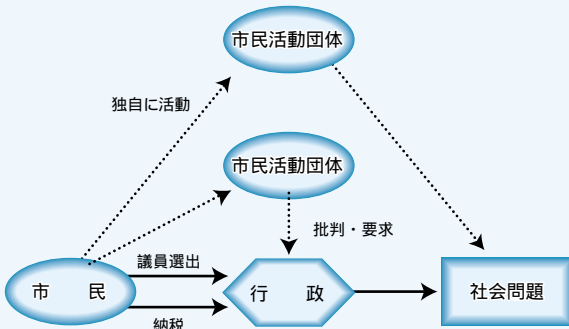 市民活動団体
独自に活動
市民活動団体
批判・要求
議員選出
市　　民
行　　政
社会問題
納税